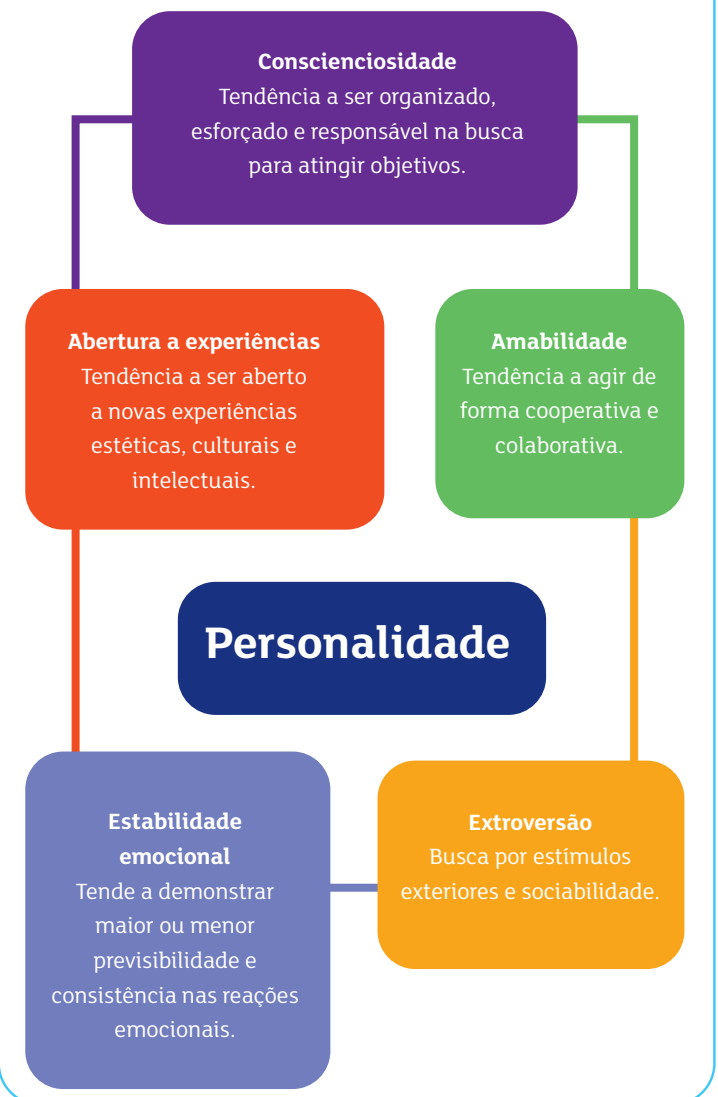 Conscienciosidade
Tendência a ser organizado,
esforçado e responsável na busca
para atingir objetivos.
Abertura a experiências
Tendência a ser aberto
a novas experiências
estéticas, culturais e
intelectuais.
Amabilidade
Tendência a agir de
forma cooperativa e
colaborativa.
Personalidade
Estabilidade
emocional
Tende a demonstrar
maior ou menor
previsibilidade e
consistência nas reações
emocionais.
Extroversão
Busca por estímulos
exteriores e sociabilidade.